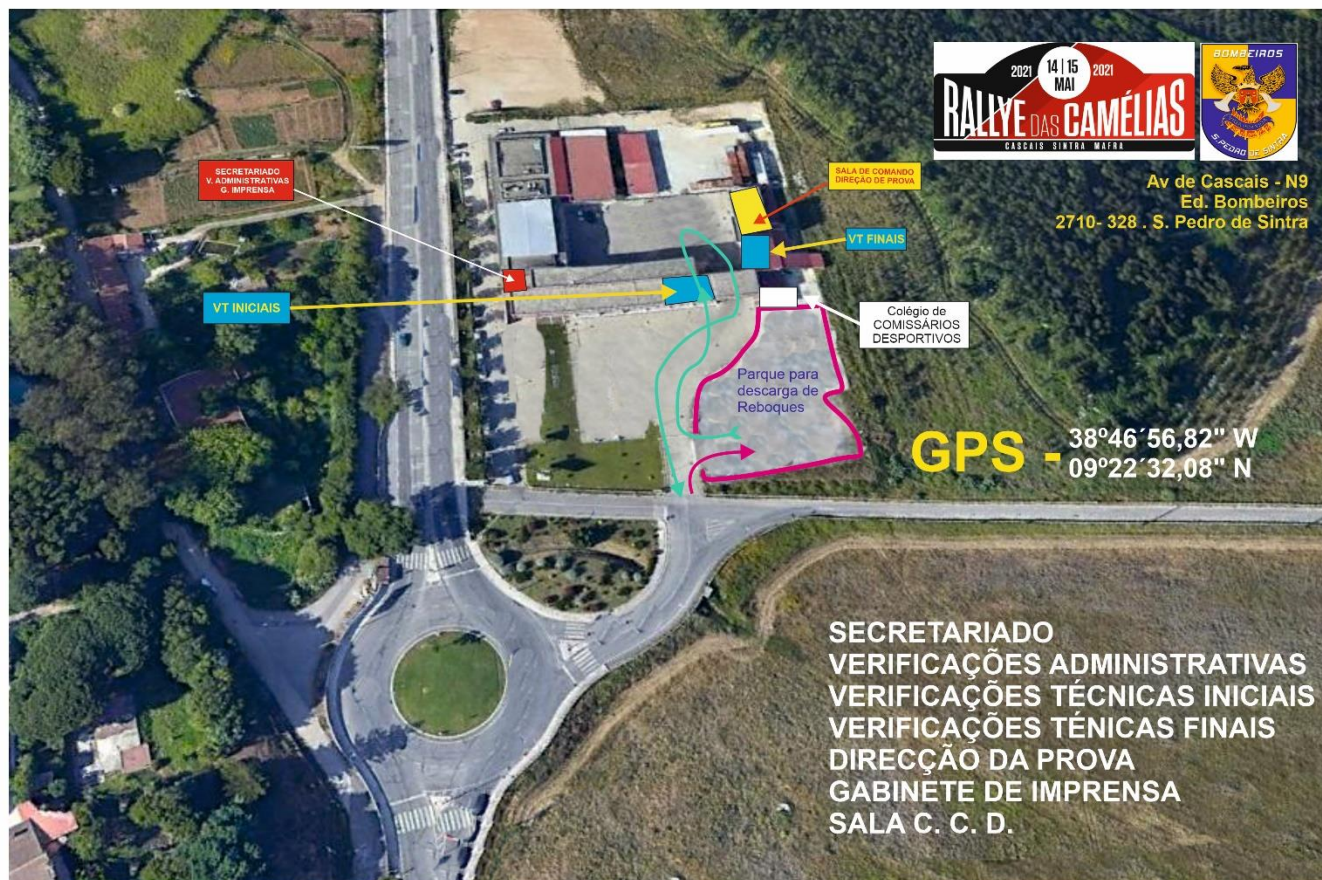 2021 14 | 15 2021
MAI
RALLYE DAS CAMÉLIAS
CASCAIS SINTRA MAFRA
BOMBEIROS
S. PEDRO DE SINTRA
Av de Cascais - N9
Ed. Bombeiros
2710- 328 . S. Pedro de Sintra
SECRETARIADO
V. ADMINISTRATIVAS
G. IMPRENSA
SALA DE COMANDO
DIREÇÃO DE PROVA
VT FINAIS
VT INICIAIS
Colégio de
COMISSÁRIOS
DESPORTIVOS
Parque para
descarga de
Reboques
GPS - 38º46´56,82" W
09º22´32,08" N
SECRETARIADO
VERIFICAÇÕES ADMINISTRATIVAS
VERIFICAÇÕES TÉCNICAS INICIAIS
VERIFICAÇÕES TÉNICAS FINAIS
DIRECÇÃO DA PROVA
GABINETE DE IMPRENSA
SALA C. C. D.